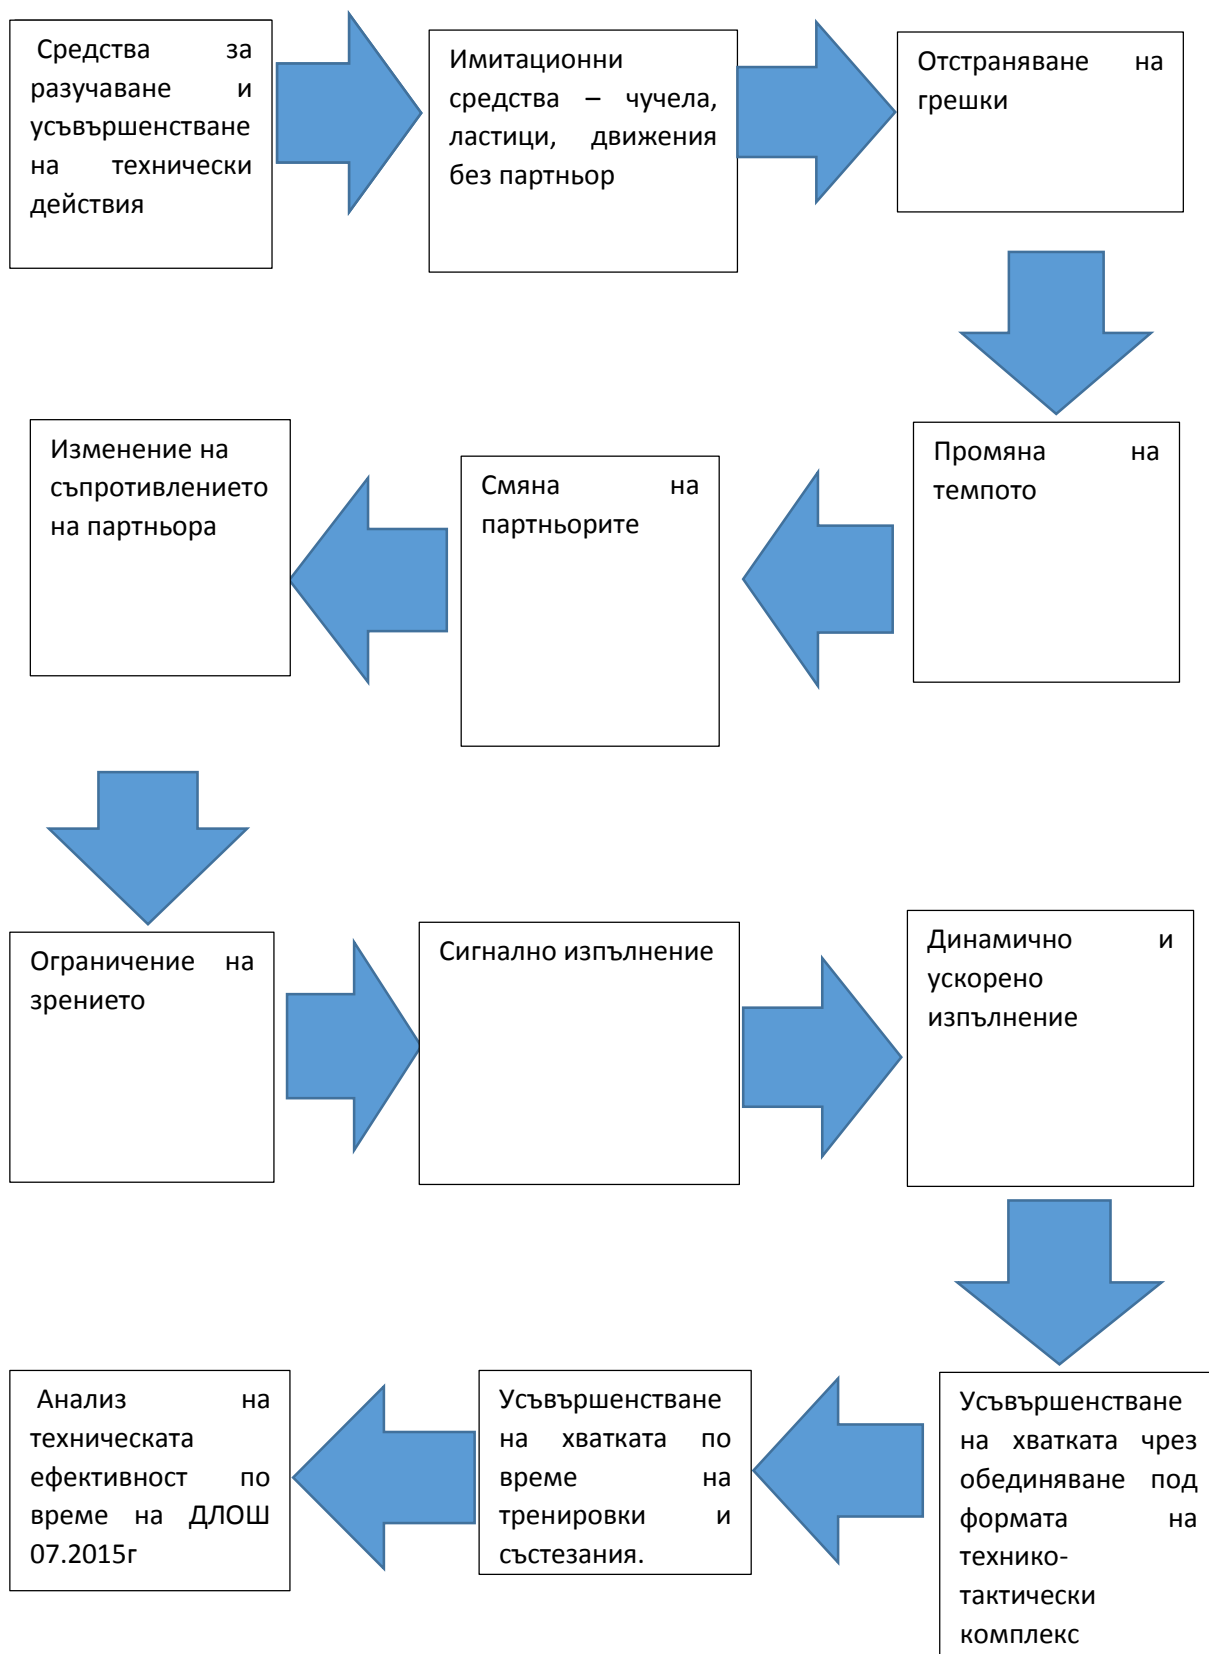 Средства за
разучаване и
усъвършенстване
на технически
действия
Имитационни
средства – чучела,
ластици, движения
без партньор
Отстраняване на
грешки
Промяна на
темпото
Смяна на
партньорите
Изменение на
съпротивлението
на партньора
Ограничение на
зрението
Сигнално изпълнение
Динамично и
ускорено
изпълнение
Усъвършенстване
на хватката чрез
обединяване под
формата на
технико-
тактически
комплекс
Усъвършенстване
на хватката по
време на
тренировки и
състезания.
Анализ на
техническата
ефективност по
време на ДЛОШ
07.2015г